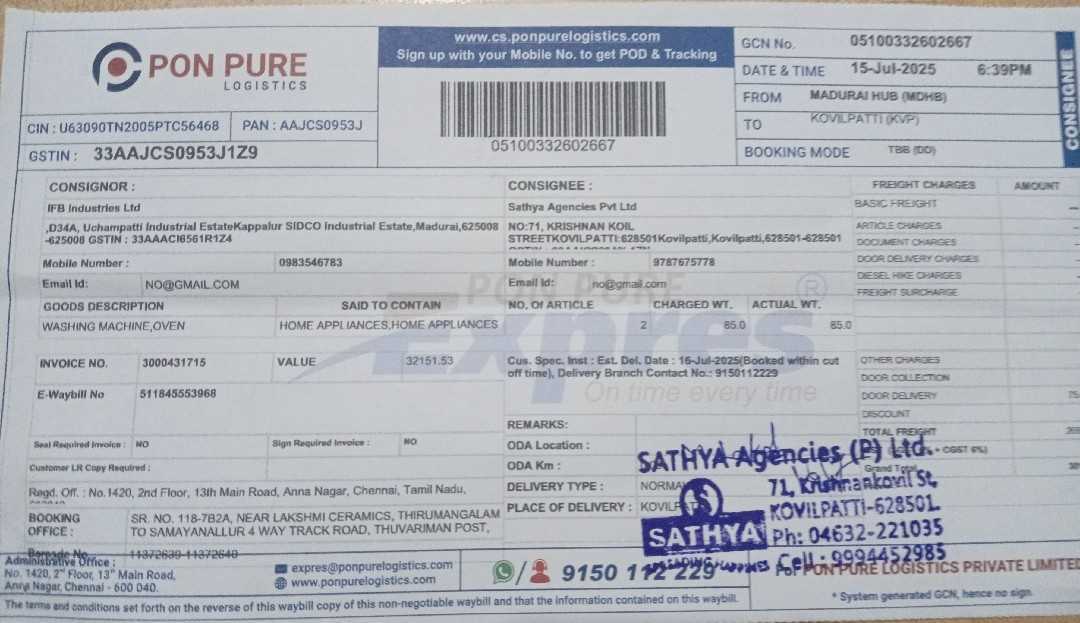 PON PURE
LOGISTICS
CIN : U63090TN2005PTC56468
PAN : AAJCS0953J
GSTIN : 33AAJCS0953J1Z9
www.cs.ponpurelogistics.com
Sign up with your Mobile No. to get POD & Tracking
05100332602667
GCN No. 05100332602667
DATE & TIME 15-Jul-2025 6:39PM
FROM MADURAI HUB (MDHB)
TO KOVILPATTI (KVP)
BOOKING MODE TBB (DD)
CONSIGNEE
CONSIGNOR :
IFB Industries Ltd
,D34A, Uchampatti Industrial EstateKappalur SIDCO Industrial Estate,Madurai,625008
-625008 GSTIN : 33AAACI6561R1Z4
Mobile Number : 0983546783
Email Id: NO@GMAIL.COM
CONSIGNEE :
Sathya Agencies Pvt Ltd
NO:71, KRISHNAN KOIL
STREETKOVILPATTI:628501Kovilpatti,Kovilpatti,628501-628501
Mobile Number : 9787675778
Email Id: no@gmail.com
FREIGHT CHARGES AMOUNT
BASIC FREIGHT
ARTICLE CHARGES
DOCUMENT CHARGES
DOOR DELIVERY CHARGES
DIESEL HIKE CHARGES
FREIGHT SURCHARGE
PON PURE
Expres
®
On time every time
GOODS DESCRIPTION SAID TO CONTAIN NO. Of ARTICLE CHARGED WT. ACTUAL WT.
WASHING MACHINE,OVEN HOME APPLIANCES,HOME APPLIANCES 2 85.0 85.0
INVOICE NO. 3000431715 VALUE 32151.53
Cus. Spec. Inst : Est. Del. Date : 16-Jul-2025(Booked within cut
off time), Delivery Branch Contact No.: 9150112229
E-Waybill No 511845553968
OTHER CHARGES
DOOR COLLECTION
DOOR DELIVERY
DISCOUNT
TOTAL FREIGHT
Grand Total
REMARKS:
Seal Required Invoice : NO Sign Required Invoice : NO
ODA Location :
Customer LR Copy Required :
ODA Km :
Regd. Off. : No.1420, 2nd Floor, 13th Main Road, Anna Nagar, Chennai, Tamil Nadu,
DELIVERY TYPE :
PLACE OF DELIVERY :
BOOKING OFFICE : SR. NO. 118-7B2A, NEAR LAKSHMI CERAMICS, THIRUMANGALAM
TO SAMAYANALLUR 4 WAY TRACK ROAD, THUVARIMAN POST,
Barcode No 11372639-11372640
SATHYA Agencies (P) Ltd.
71, Krishnankovil St,
KOVILPATTI-628501
Ph: 04632-221035
Cell : 9994452985
SATHYA
Administrative Office :
No. 1420, 2nd Floor, 13th Main Road,
Anna Nagar, Chennai - 600 040.
expres@ponpurelogistics.com
www.ponpurelogistics.com
9150 112 229
For PON PURE LOGISTICS PRIVATE LIMITED
* System generated GCN, hence no sign.
The terms and conditions set forth on the reverse of this waybill copy of this non-negotiable waybill and that the information contained on this waybill.